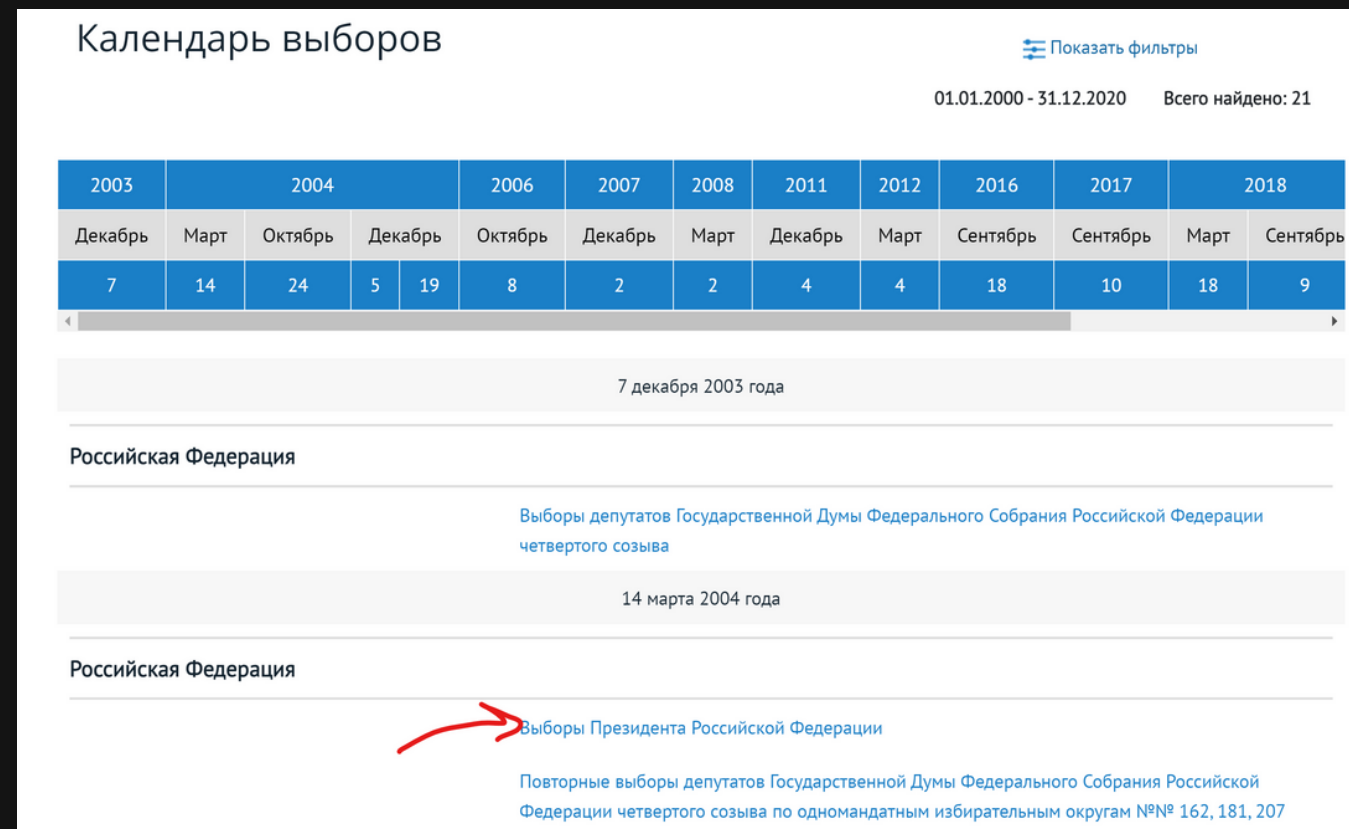 Календарь выборов
Показать фильтры
01.01.2000 - 31.12.2020 Всего найдено: 21
2003 2004 2006 2007 2008 2011 2012 2016 2017 2018
Декабрь Март Октябрь Декабрь Октябрь Декабрь Март Декабрь Март Сентябрь Сентябрь Март Сентябрь
7 14 24 5 19 8 2 2 4 4 18 10 18 9
7 декабря 2003 года
Российская Федерация
Выборы депутатов Государственной Думы Федерального Собрания Российской Федерации
четвертого созыва
14 марта 2004 года
Российская Федерация
Выборы Президента Российской Федерации
Повторные выборы депутатов Государственной Думы Федерального Собрания Российской
Федерации четвертого созыва по одномандатным избирательным округам №№ 162, 181, 207